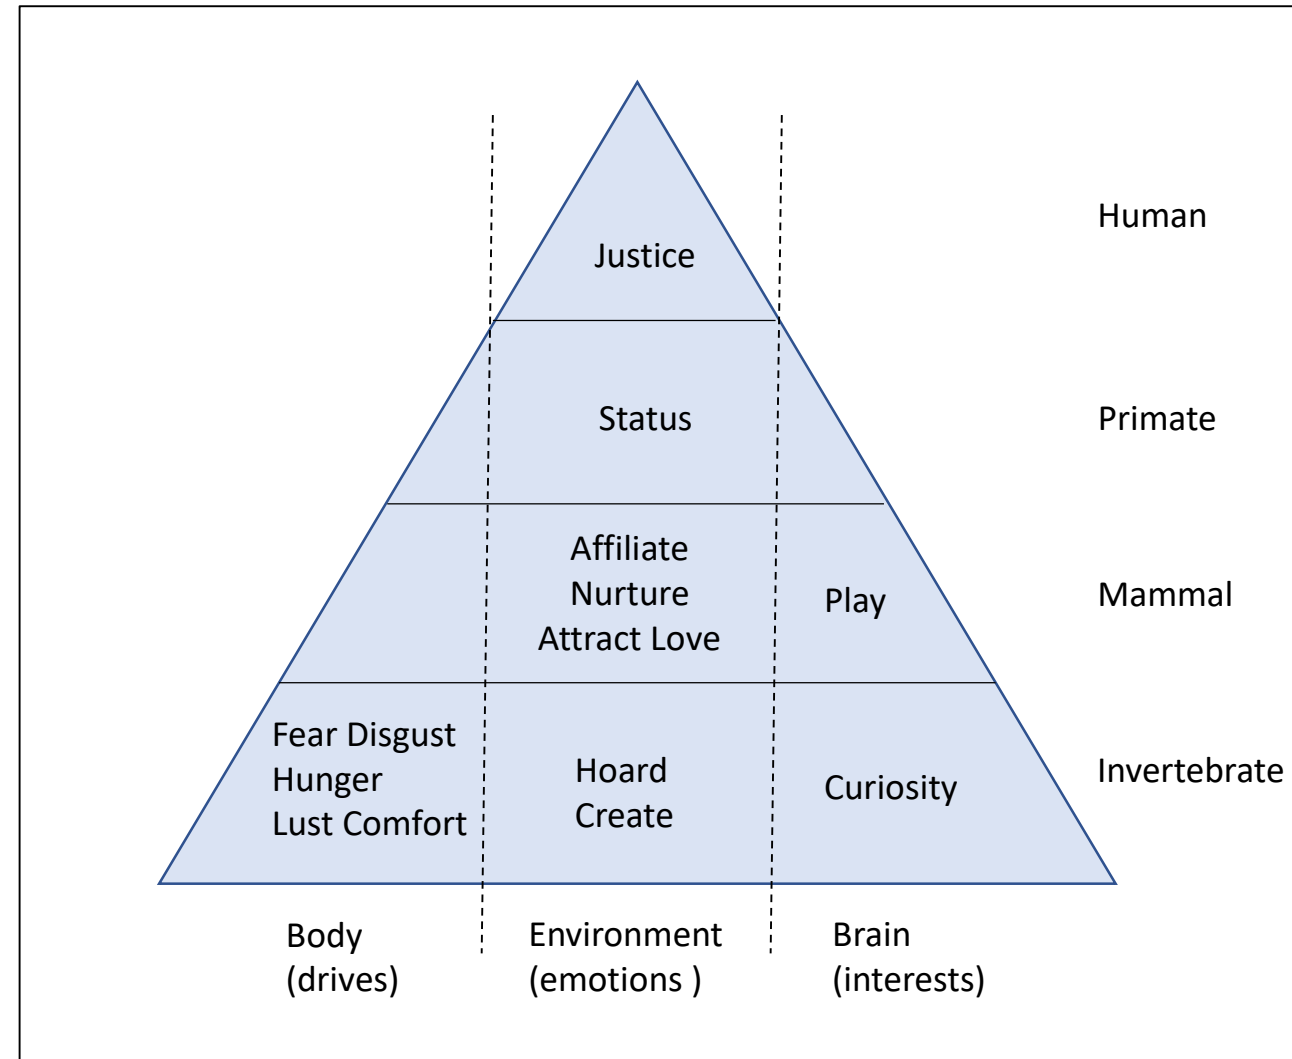 Human
Justice
Status
Primate
Affiliate
Nurture
Attract Love
Play
Mammal
Fear Disgust
Hunger
Lust Comfort
Hoard
Create
Curiosity
Invertebrate
Body
(drives)
Environment
(emotions )
Brain
(interests)